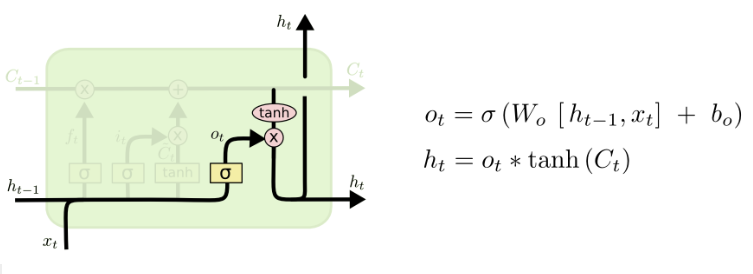 h_t
C_{t-1}
C_t
x
+
tanh
f_t
i_t
x
C̃_t
o_t
x
σ
σ
tanh
σ
h_{t-1}
h_t
x_t
o_t = σ (W_o [h_{t-1}, x_t] + b_o)
h_t = o_t * tanh (C_t)